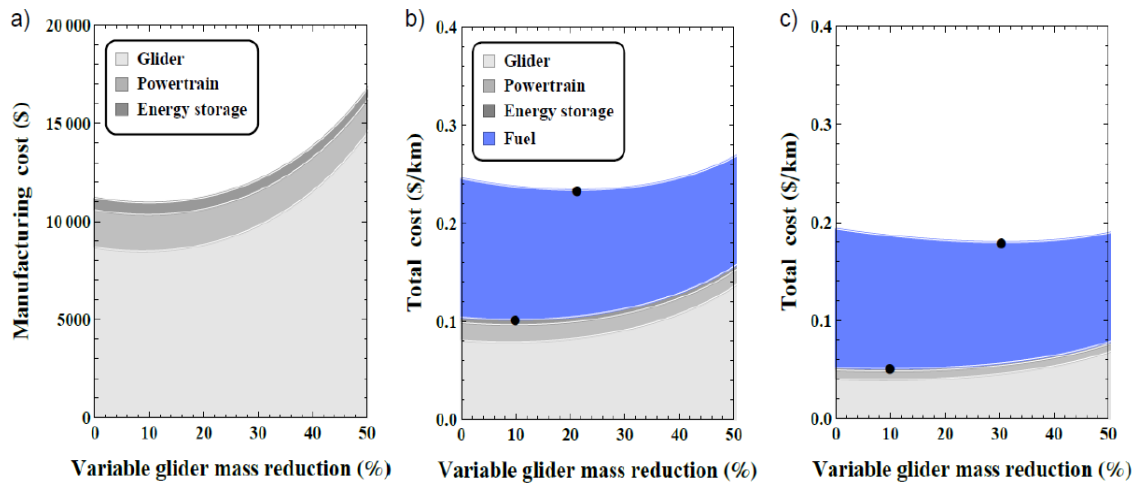 a)
Manufacturing cost ($)
20 000
15 000
10 000
5000
0
Glider
Powertrain
Energy storage
0 10 20 30 40 50
Variable glider mass reduction (%)
b)
Total cost ($/km)
0.4
0.3
0.2
0.1
0.0
Glider
Powertrain
Energy storage
Fuel
0 10 20 30 40 50
Variable glider mass reduction (%)
c)
Total cost ($/km)
0.4
0.3
0.2
0.1
0.0
0 10 20 30 40 50
Variable glider mass reduction (%)